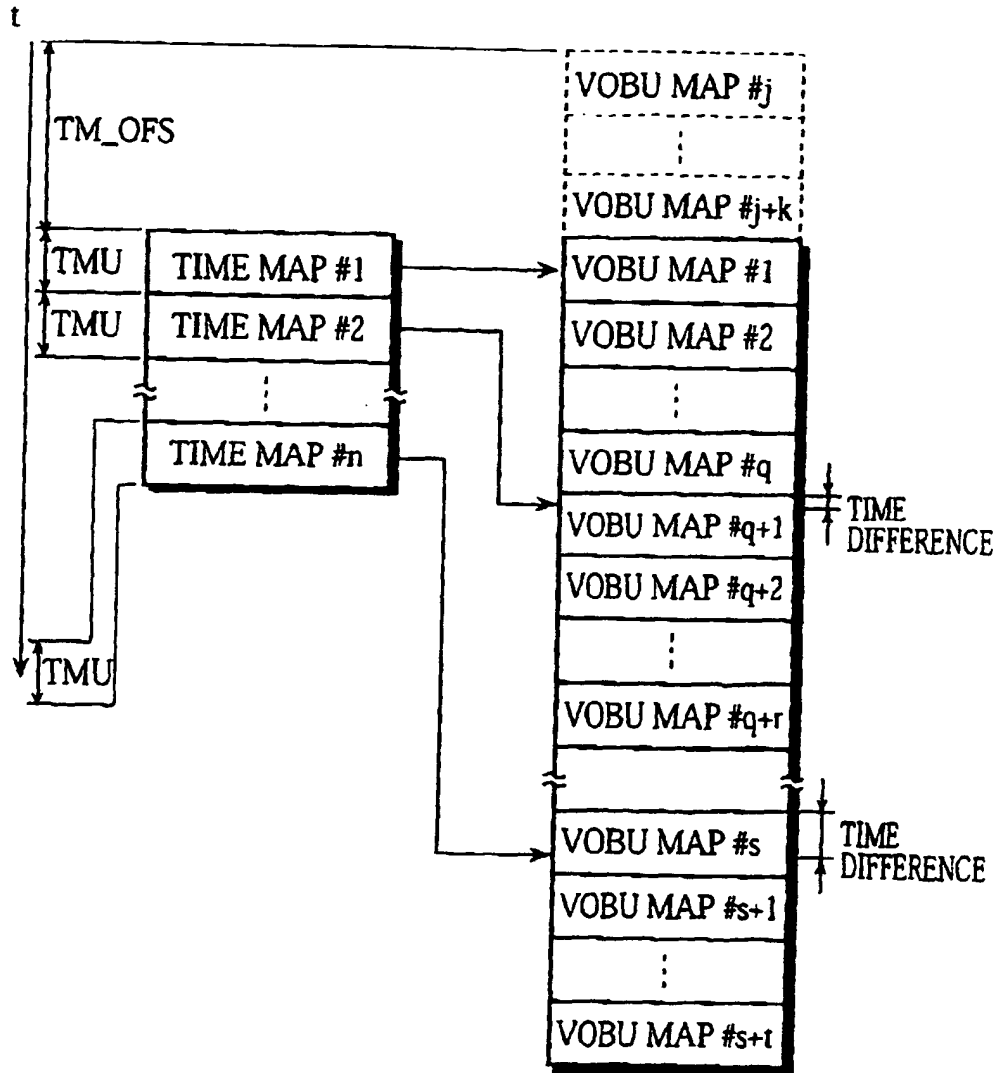 t
TM_OFS
TMU
TMU
TMU
TIME MAP #1
TIME MAP #2
TIME MAP #n
VOBU MAP #j
VOBU MAP #j+k
VOBU MAP #1
VOBU MAP #2
VOBU MAP #q
VOBU MAP #q+1
VOBU MAP #q+2
VOBU MAP #q+r
VOBU MAP #s
VOBU MAP #s+1
VOBU MAP #s+t
TIME
DIFFERENCE
TIME
DIFFERENCE